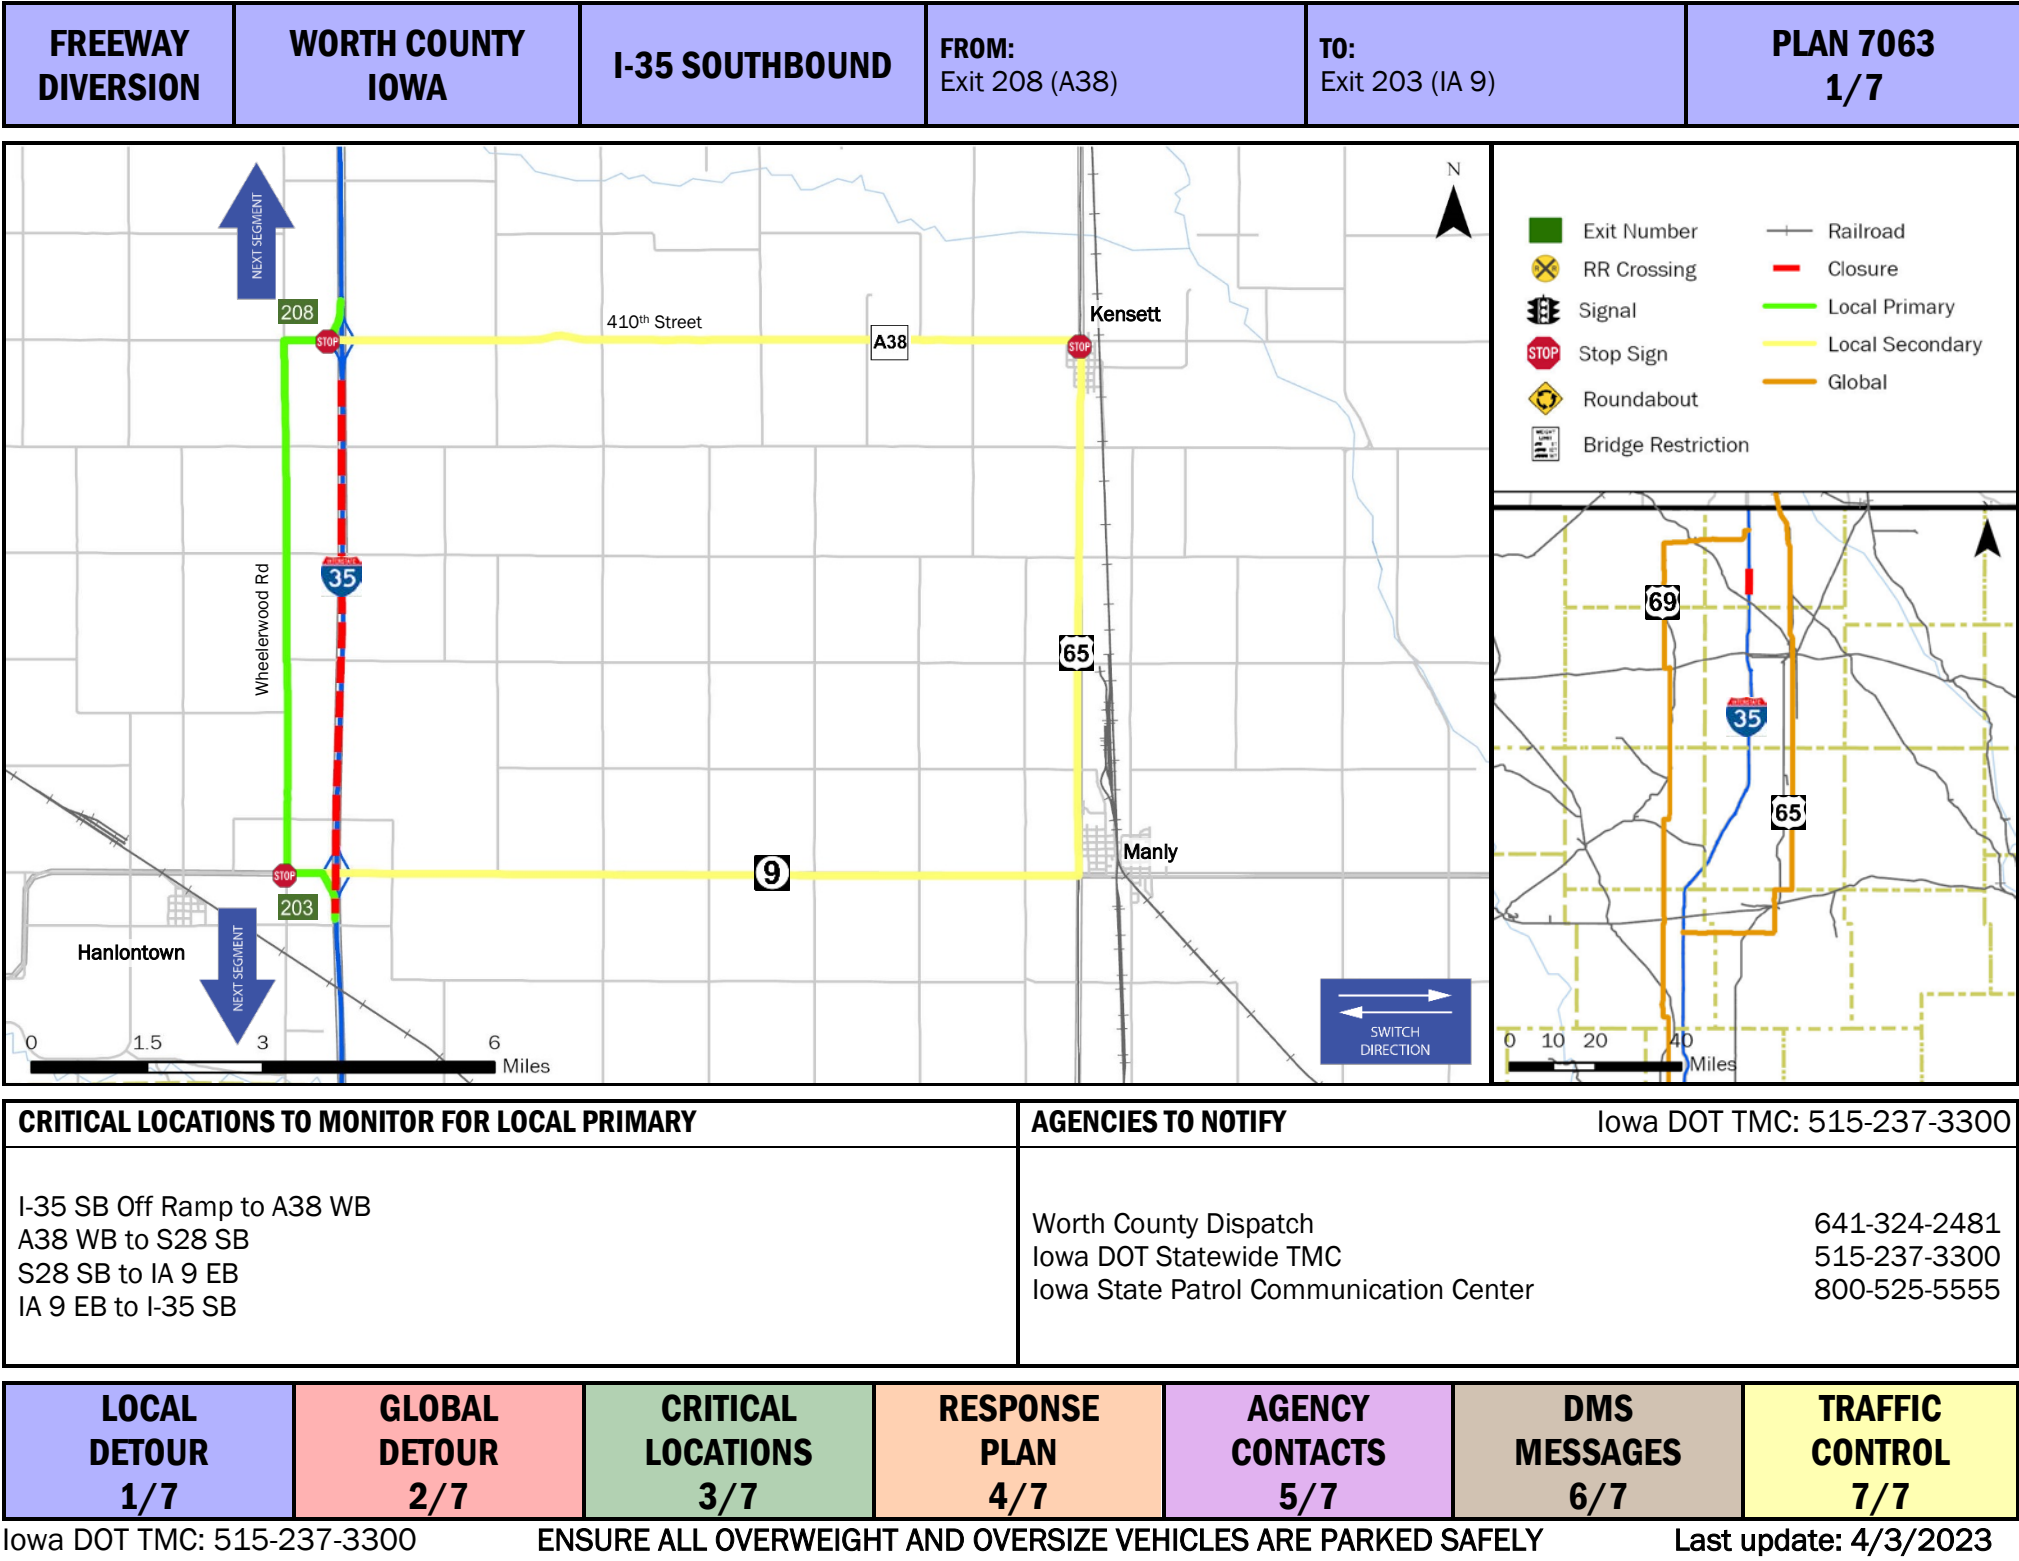 FREEWAY
DIVERSION
WORTH COUNTY
IOWA
I-35 SOUTHBOUND
FROM:
Exit 208 (A38)
TO:
Exit 203 (IA 9)
PLAN 7063
1/7
NEXT SEGMENT
N
208
STOP
410th Street
A38
Kensett
STOP
Wheelerwood Rd
35
65
STOP
203
9
Manly
Hanlontown
NEXT SEGMENT
SWITCH
DIRECTION
0 1.5 3 6
Miles
Exit Number
RR Crossing
Signal
STOP Stop Sign
Roundabout
Bridge Restriction
Railroad
Closure
Local Primary
Local Secondary
Global
69
35
65
0 10 20 40
Miles
CRITICAL LOCATIONS TO MONITOR FOR LOCAL PRIMARY
I-35 SB Off Ramp to A38 WB
A38 WB to S28 SB
S28 SB to IA 9 EB
IA 9 EB to I-35 SB
AGENCIES TO NOTIFY Iowa DOT TMC: 515-237-3300
Worth County Dispatch 641-324-2481
Iowa DOT Statewide TMC 515-237-3300
Iowa State Patrol Communication Center 800-525-5555
LOCAL
DETOUR
1/7
GLOBAL
DETOUR
2/7
CRITICAL
LOCATIONS
3/7
RESPONSE
PLAN
4/7
AGENCY
CONTACTS
5/7
DMS
MESSAGES
6/7
TRAFFIC
CONTROL
7/7
Iowa DOT TMC: 515-237-3300 ENSURE ALL OVERWEIGHT AND OVERSIZE VEHICLES ARE PARKED SAFELY Last update: 4/3/2023